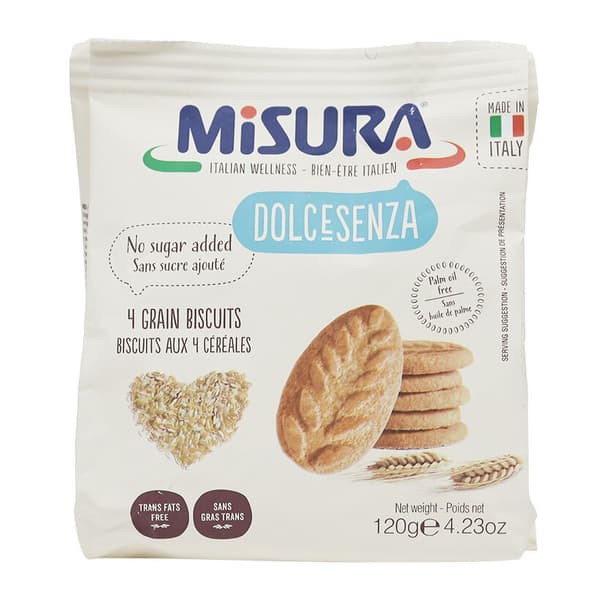 MiSURA®
ITALIAN WELLNESS - BIEN-ÊTRE ITALIEN
MADE IN
ITALY
DOLCEeSENZA
No sugar added
Sans sucre ajouté
Palm oil
free
Sans
huile de palme
SERVING SUGGESTION - SUGGESTION DE PRÉSENTATION
4 GRAIN BISCUITS
BISCUITS AUX 4 CÉRÉALES
TRANS FATS
FREE
SANS
GRAS TRANS
Net weight - Poids net
120g℮4.23oz